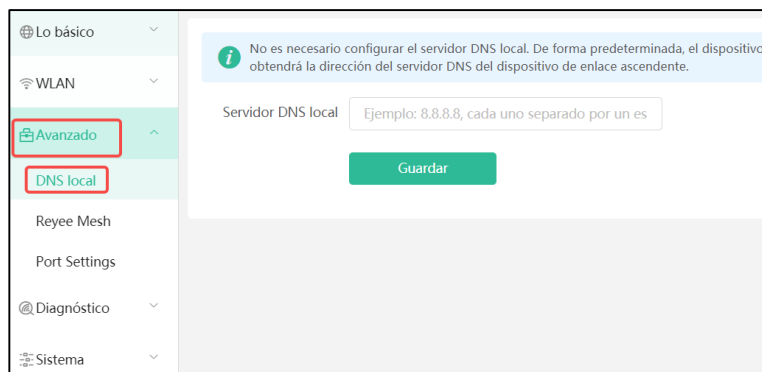 Lo básico
WLAN
Avanzado
DNS local
Reyee Mesh
Port Settings
Diagnóstico
Sistema
No es necesario configurar el servidor DNS local. De forma predeterminada, el dispositivo
obtendrá la dirección del servidor DNS del dispositivo de enlace ascendente.
Servidor DNS local
Ejemplo: 8.8.8.8, cada uno separado por un es
Guardar